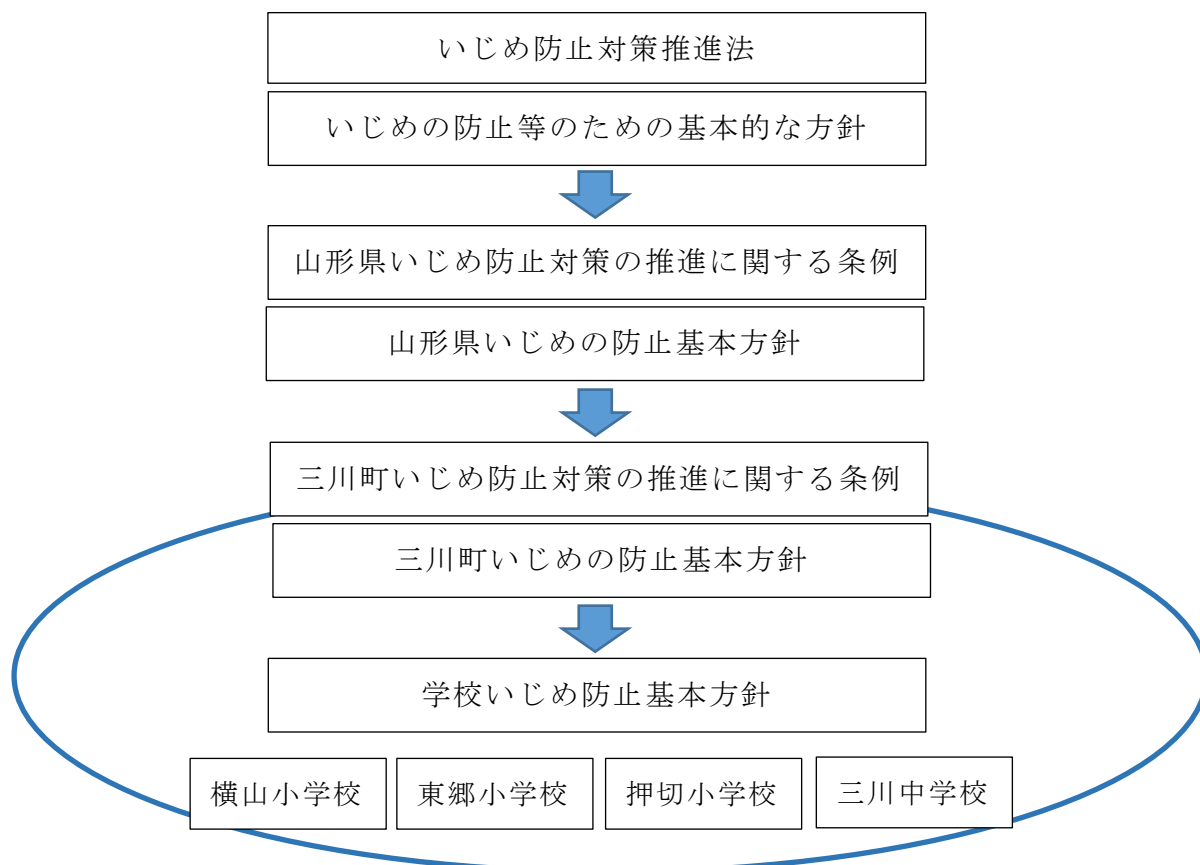 いじめ防止対策推進法
いじめの防止等のための基本的な方針
山形県いじめ防止対策の推進に関する条例
山形県いじめの防止基本方針
三川町いじめ防止対策の推進に関する条例
三川町いじめの防止基本方針
学校いじめ防止基本方針
横山小学校
東郷小学校
押切小学校
三川中学校